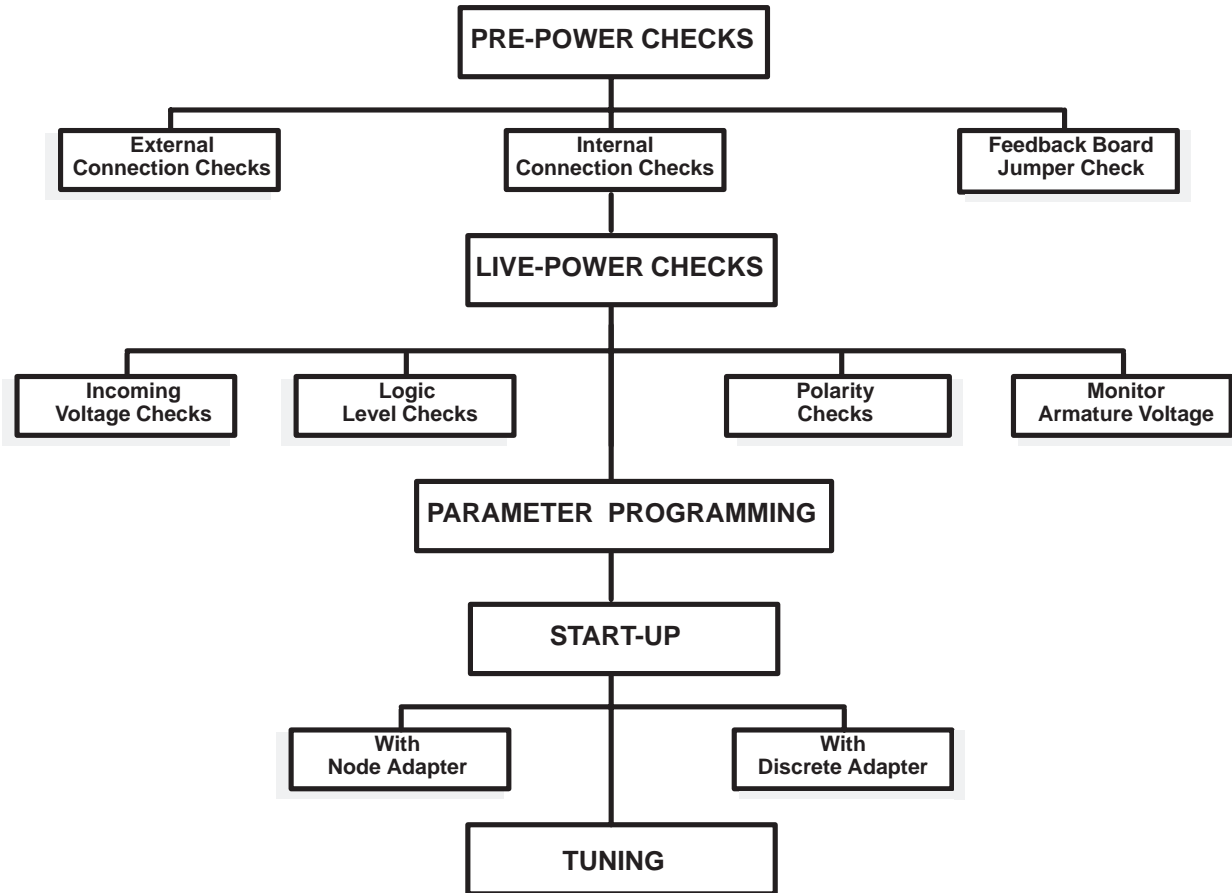 PRE-POWER CHECKS
External
Connection Checks
Internal
Connection Checks
Feedback Board
Jumper Check
LIVE-POWER CHECKS
Incoming
Voltage Checks
Logic
Level Checks
Polarity
Checks
Monitor
Armature Voltage
PARAMETER PROGRAMMING
START-UP
With
Node Adapter
With
Discrete Adapter
TUNING